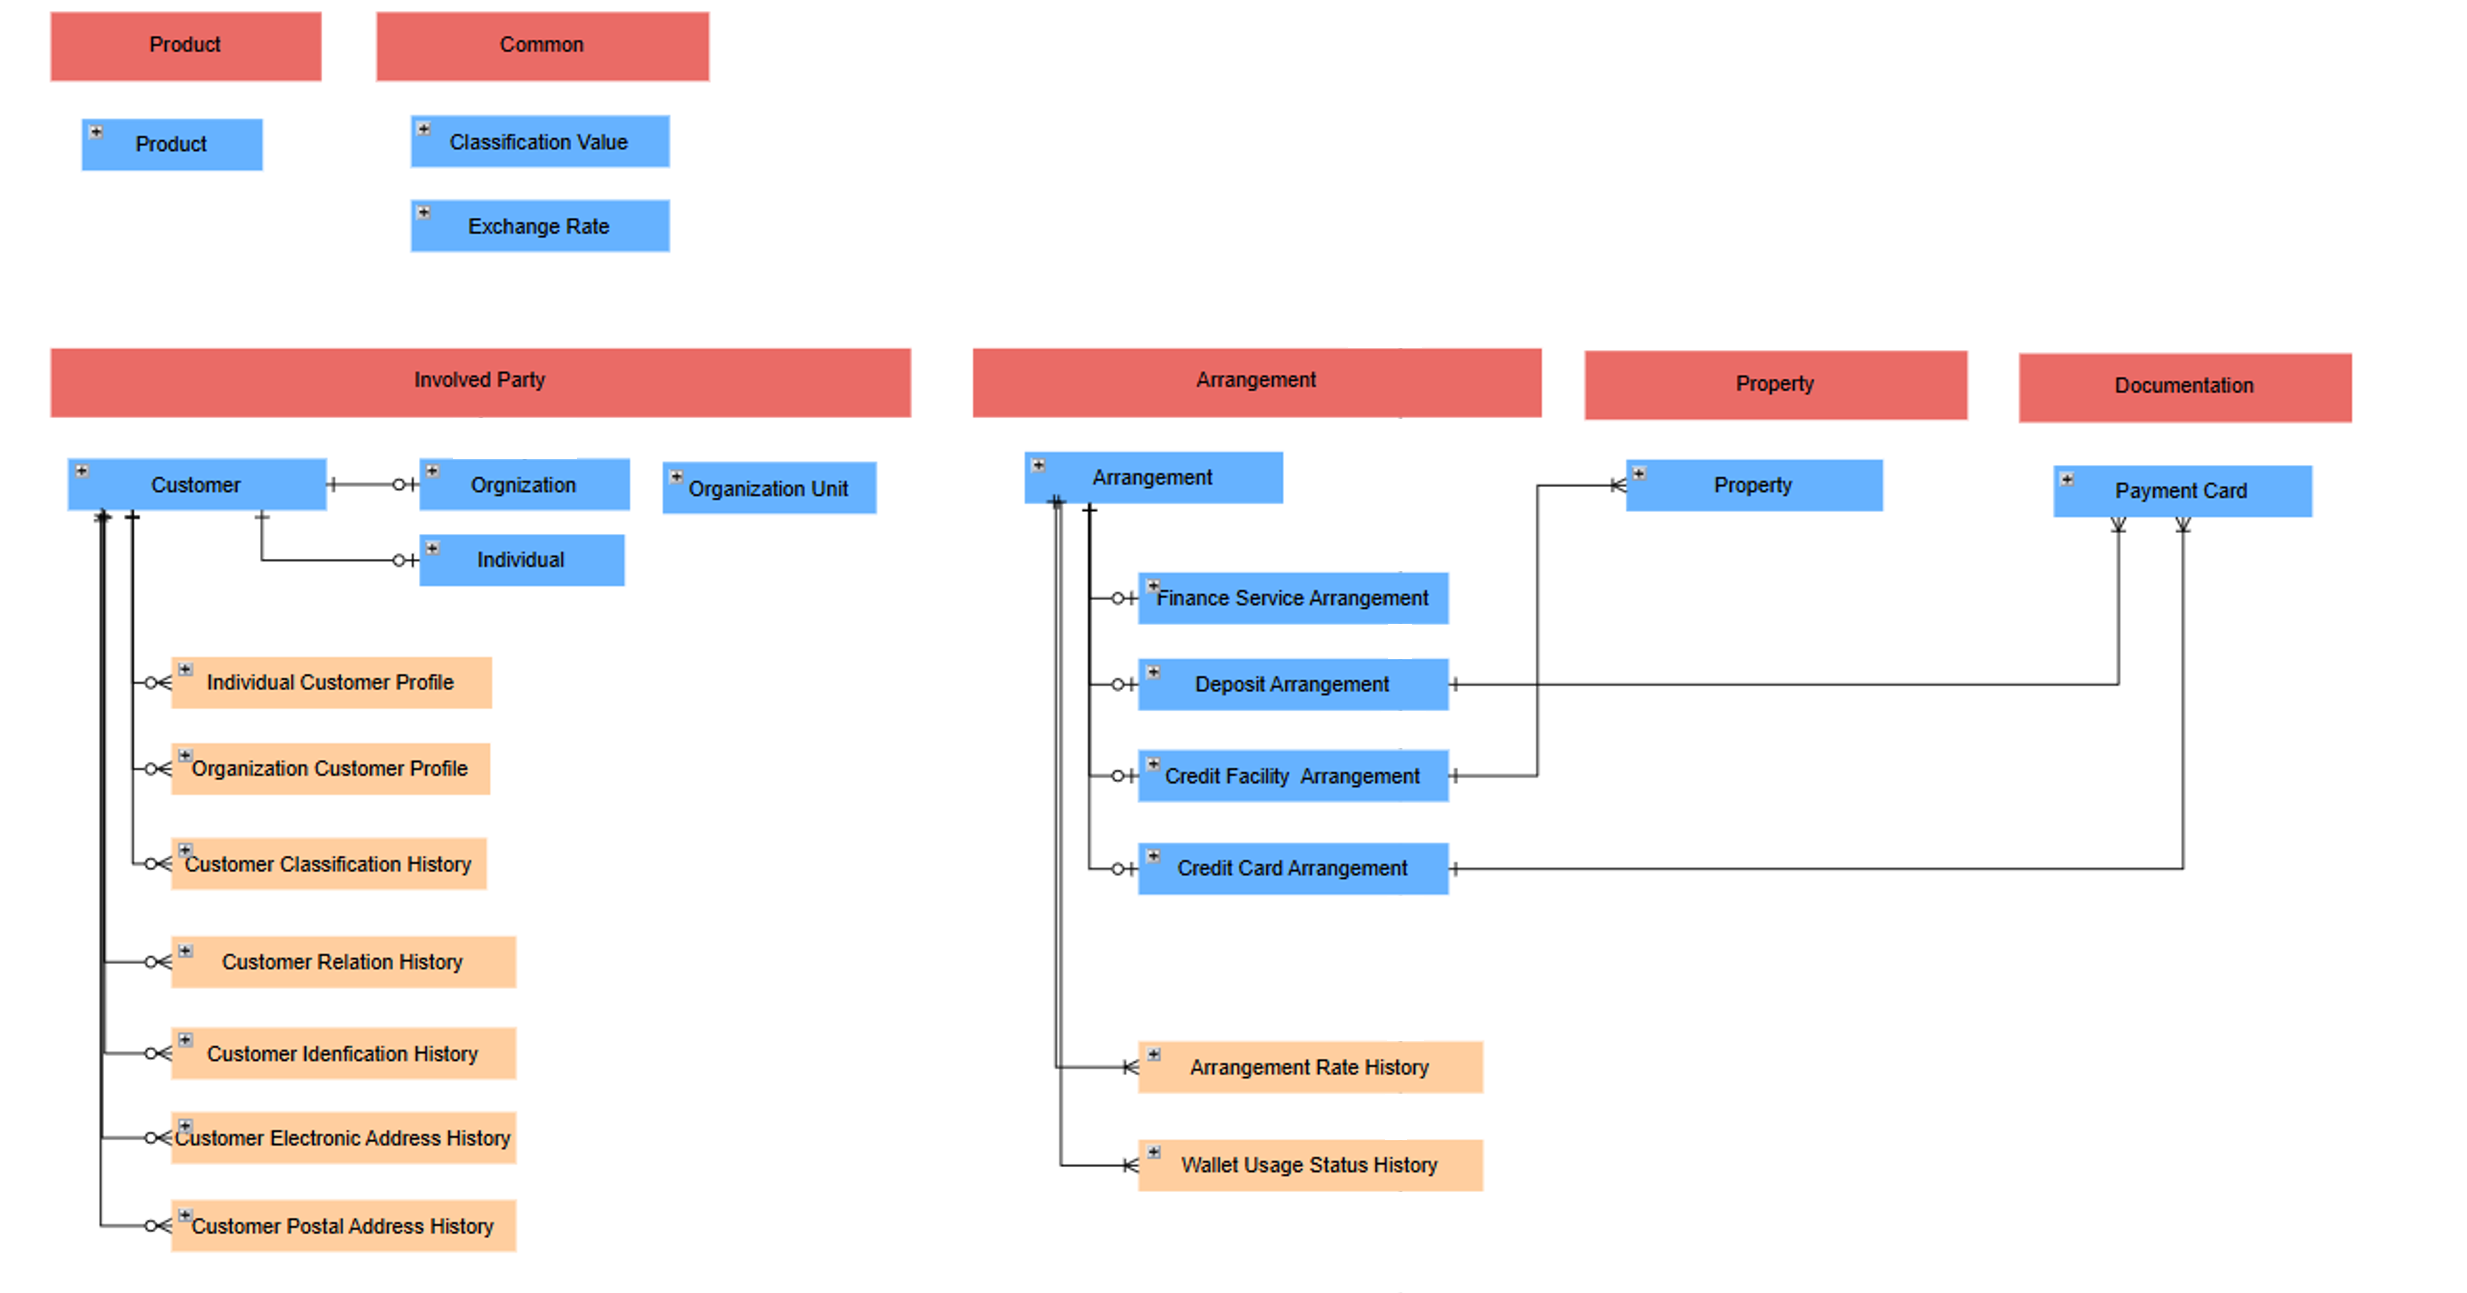 Product
Common
Product
Classification Value
Exchange Rate
Involved Party
Arrangement
Property
Documentation
Customer
Orgnization
Organization Unit
Individual
Individual Customer Profile
Organization Customer Profile
Customer Classification History
Customer Relation History
Customer Idenfication History
Customer Electronic Address History
Customer Postal Address History
Arrangement
Finance Service Arrangement
Deposit Arrangement
Credit Facility Arrangement
Credit Card Arrangement
Arrangement Rate History
Wallet Usage Status History
Property
Payment Card